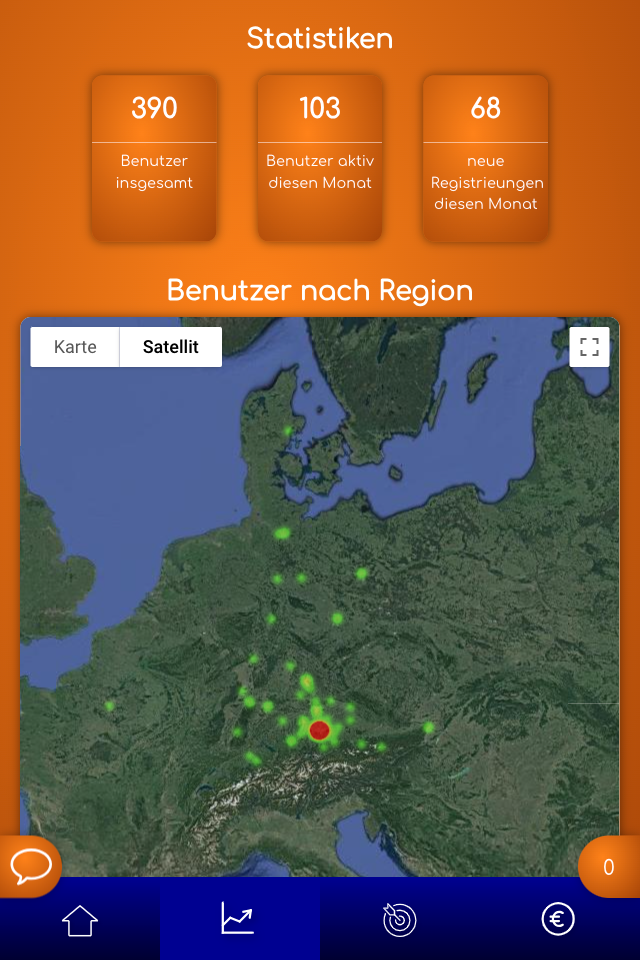 Statistiken
390
Benutzer
insgesamt
103
Benutzer aktiv
diesen Monat
68
neue
Registrieungen
diesen Monat
Benutzer nach Region
Karte
Satellit
0